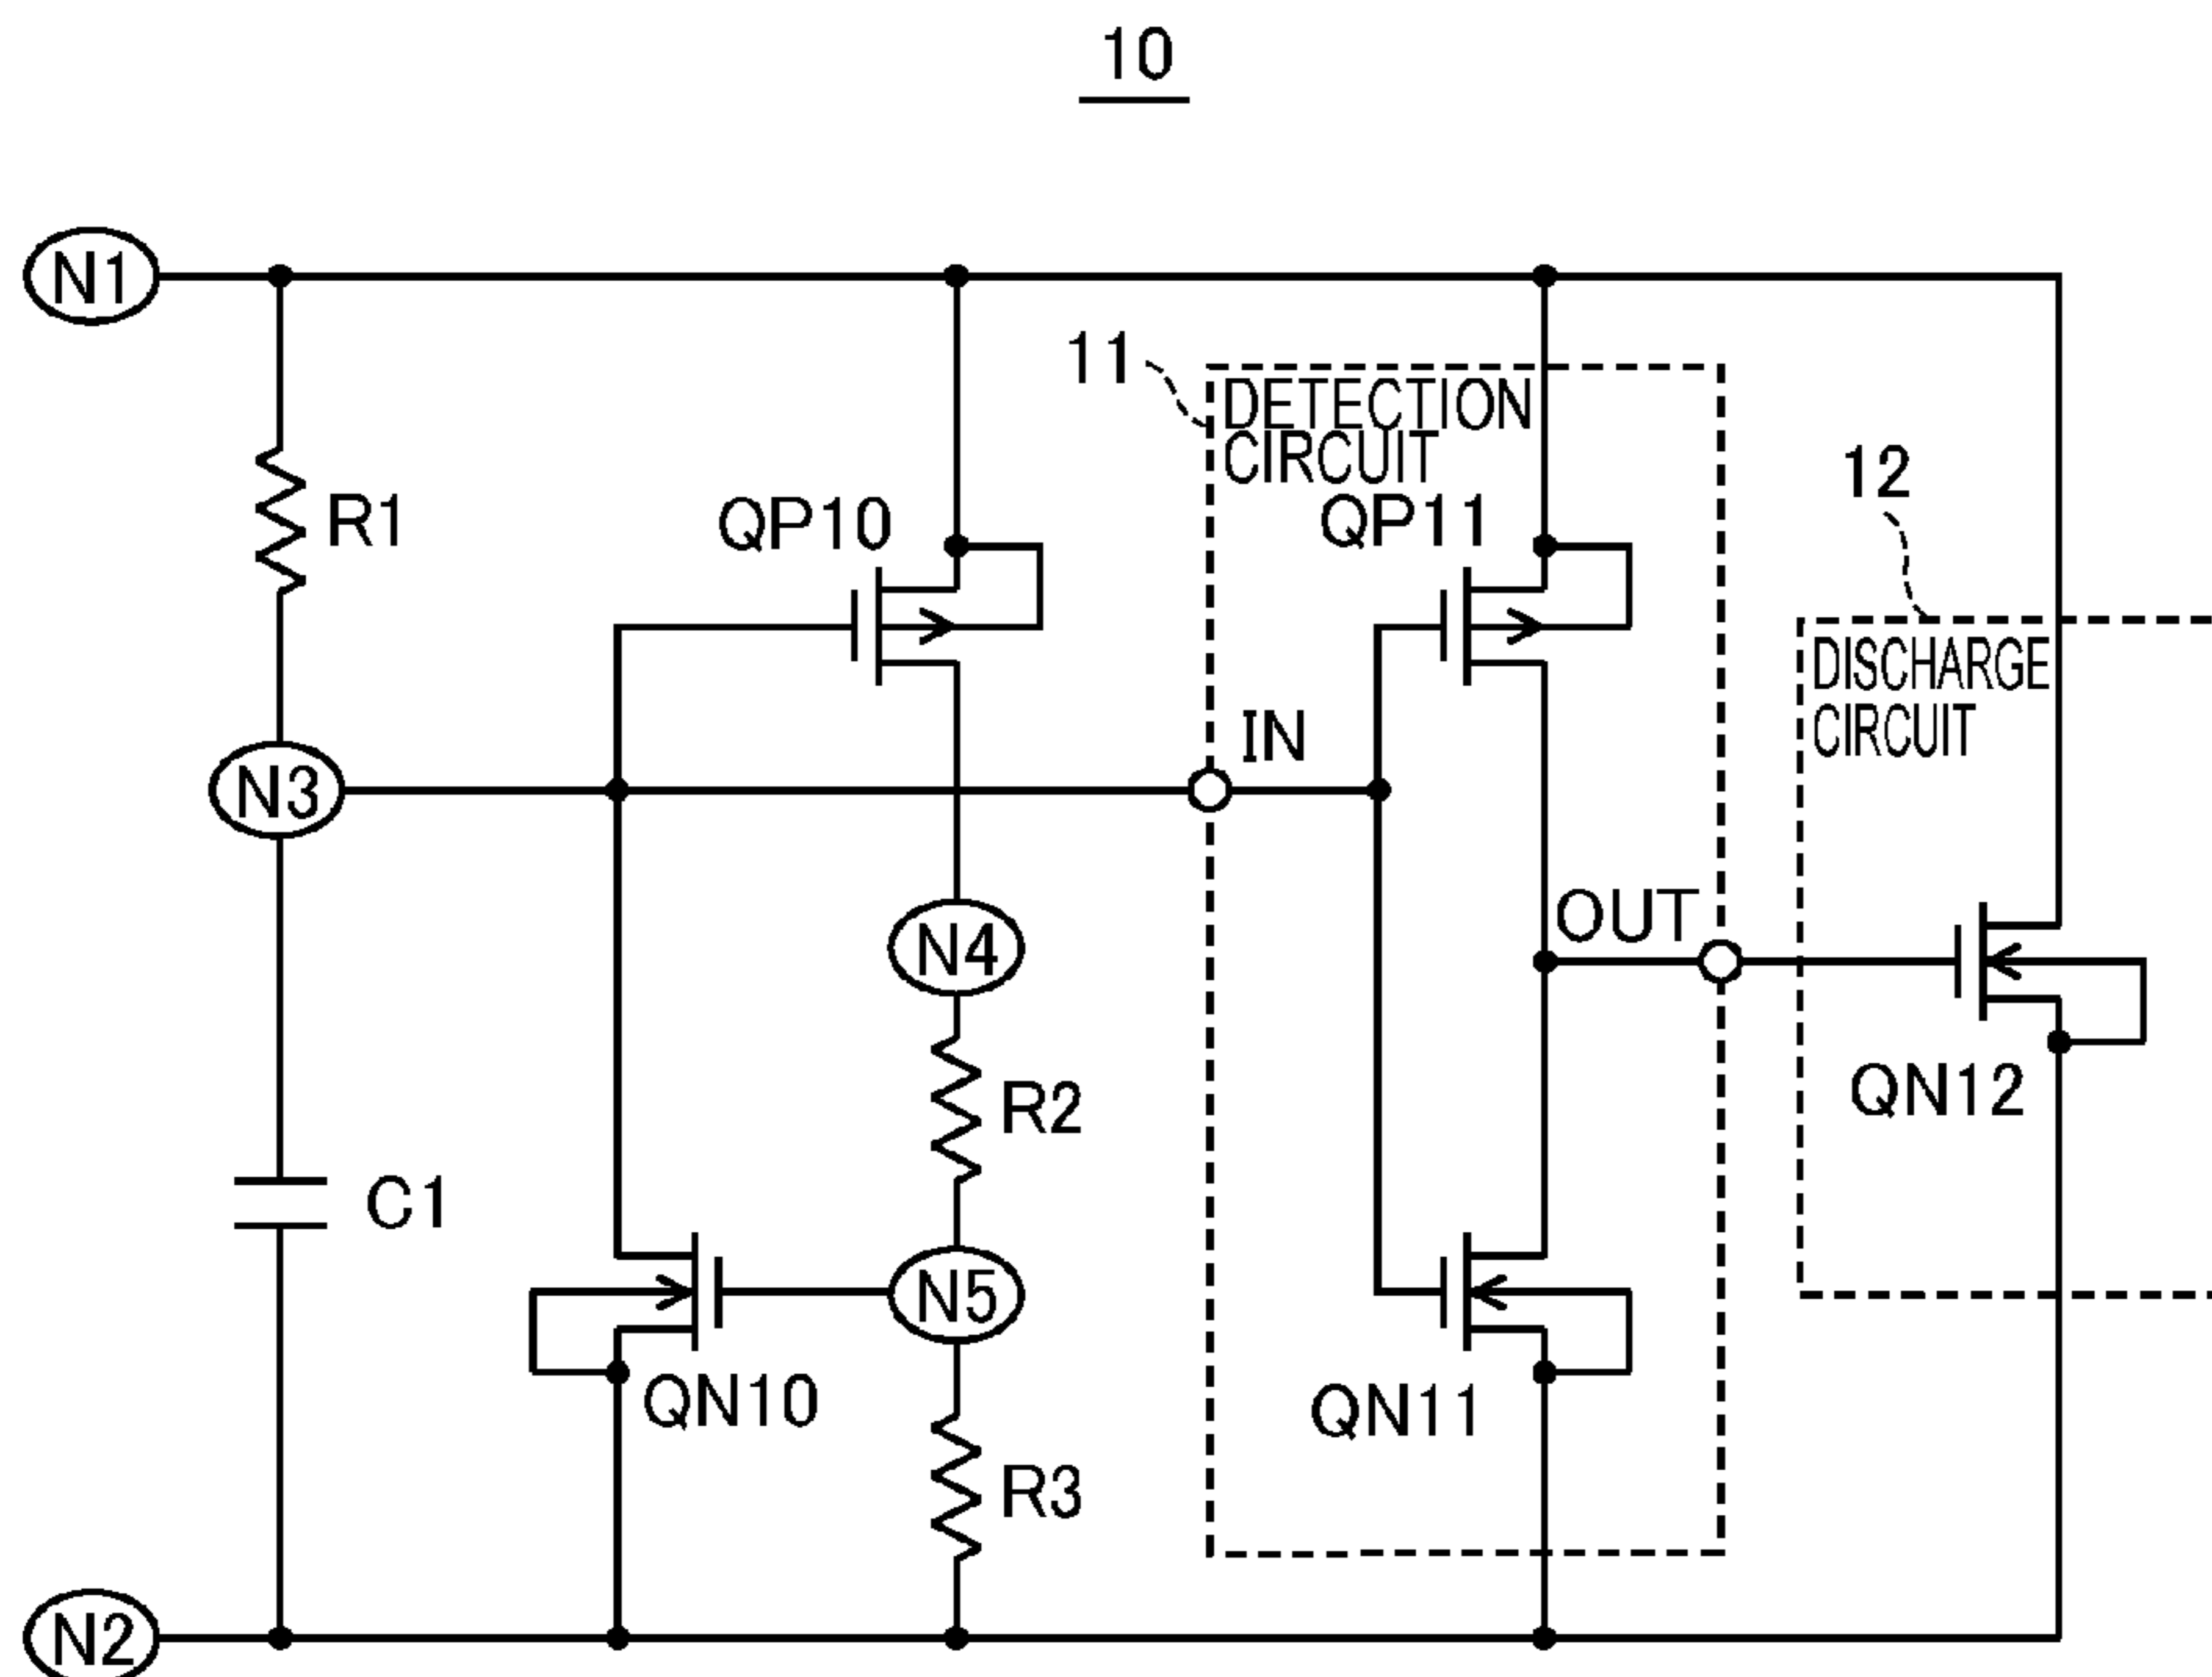 10
N1
11
DETECTION
CIRCUIT
12
R1
QP10
QP11
DISCHARGE
CIRCUIT
IN
N3
OUT
N4
R2
QN12
C1
N5
QN10
QN11
R3
N2